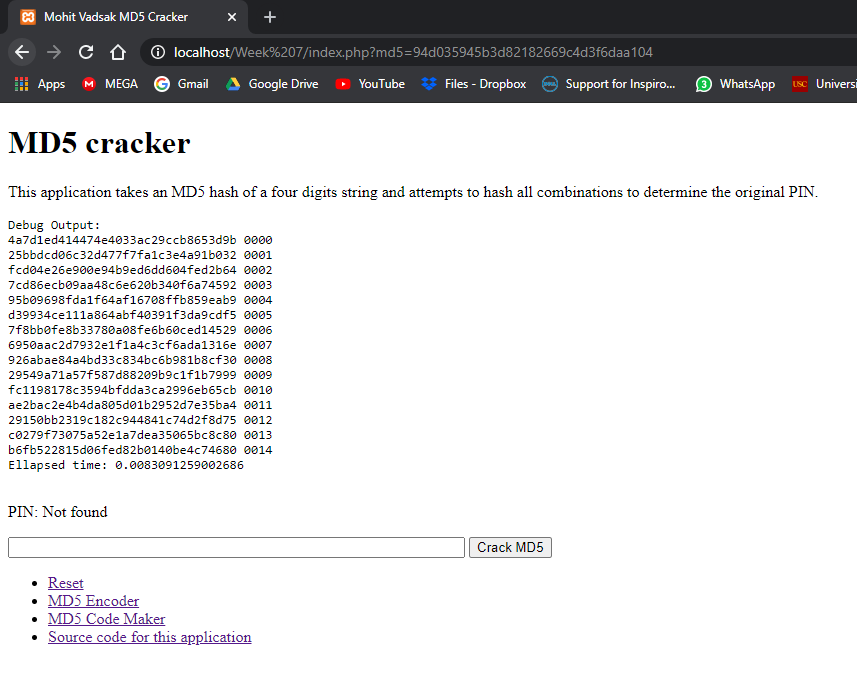 Mohit Vadsak MD5 Cracker
localhost/Week%207/index.php?md5=94d035945b3d82182669c4d3f6daa104
Apps MEGA Gmail Google Drive YouTube Files - Dropbox Support for Inspiro... 3 WhatsApp USC Universi
MD5 cracker
This application takes an MD5 hash of a four digits string and attempts to hash all combinations to determine the original PIN.
Debug Output:
4a7d1ed414474e4033ac29ccb8653d9b 0000
25bbdcd06c32d477f7fa1c3e4a91b032 0001
fcd04e26e900e94b9ed6dd604fed2b64 0002
7cd86ecb09aa48c6e620b340f6a74592 0003
95b09698fda1f64af16708ffb859eab9 0004
d39934ce111a864abf40391f3da9cdf5 0005
7f8bb0fe8b33780a08fe6b60ced14529 0006
6950aac2d7932e1f1a4c3cf6ada1316e 0007
926abae84a4bd33c834bc6b981b8cf30 0008
29549a71a57f587d88209b9c1f1b7999 0009
fc1198178c3594bfdda3ca2996eb65cb 0010
ae2bac2e4b4da805d01b2952d7e35ba4 0011
29150bb2319c182c944841c74d2f8d75 0012
c0279f73075a52e1a7dea35065bc8c80 0013
b6fb522815d06fed82b0140be4c74680 0014
Ellapsed time: 0.0083091259002686
PIN: Not found
Crack MD5
Reset
MD5 Encoder
MD5 Code Maker
Source code for this application